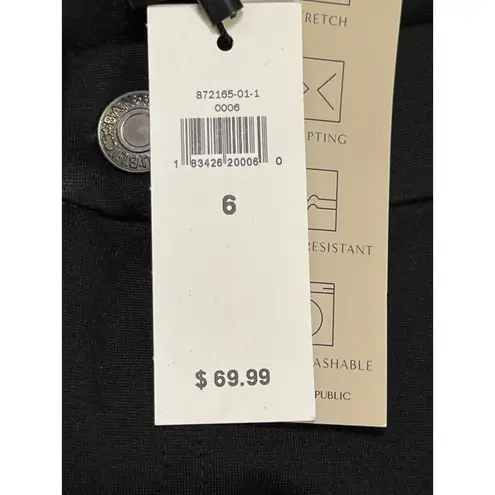 RETCH
872165-01-1
0006
1 83426 20006 0
PTING
6
RESISTANT
ASHABLE
$ 69.99
PUBLIC